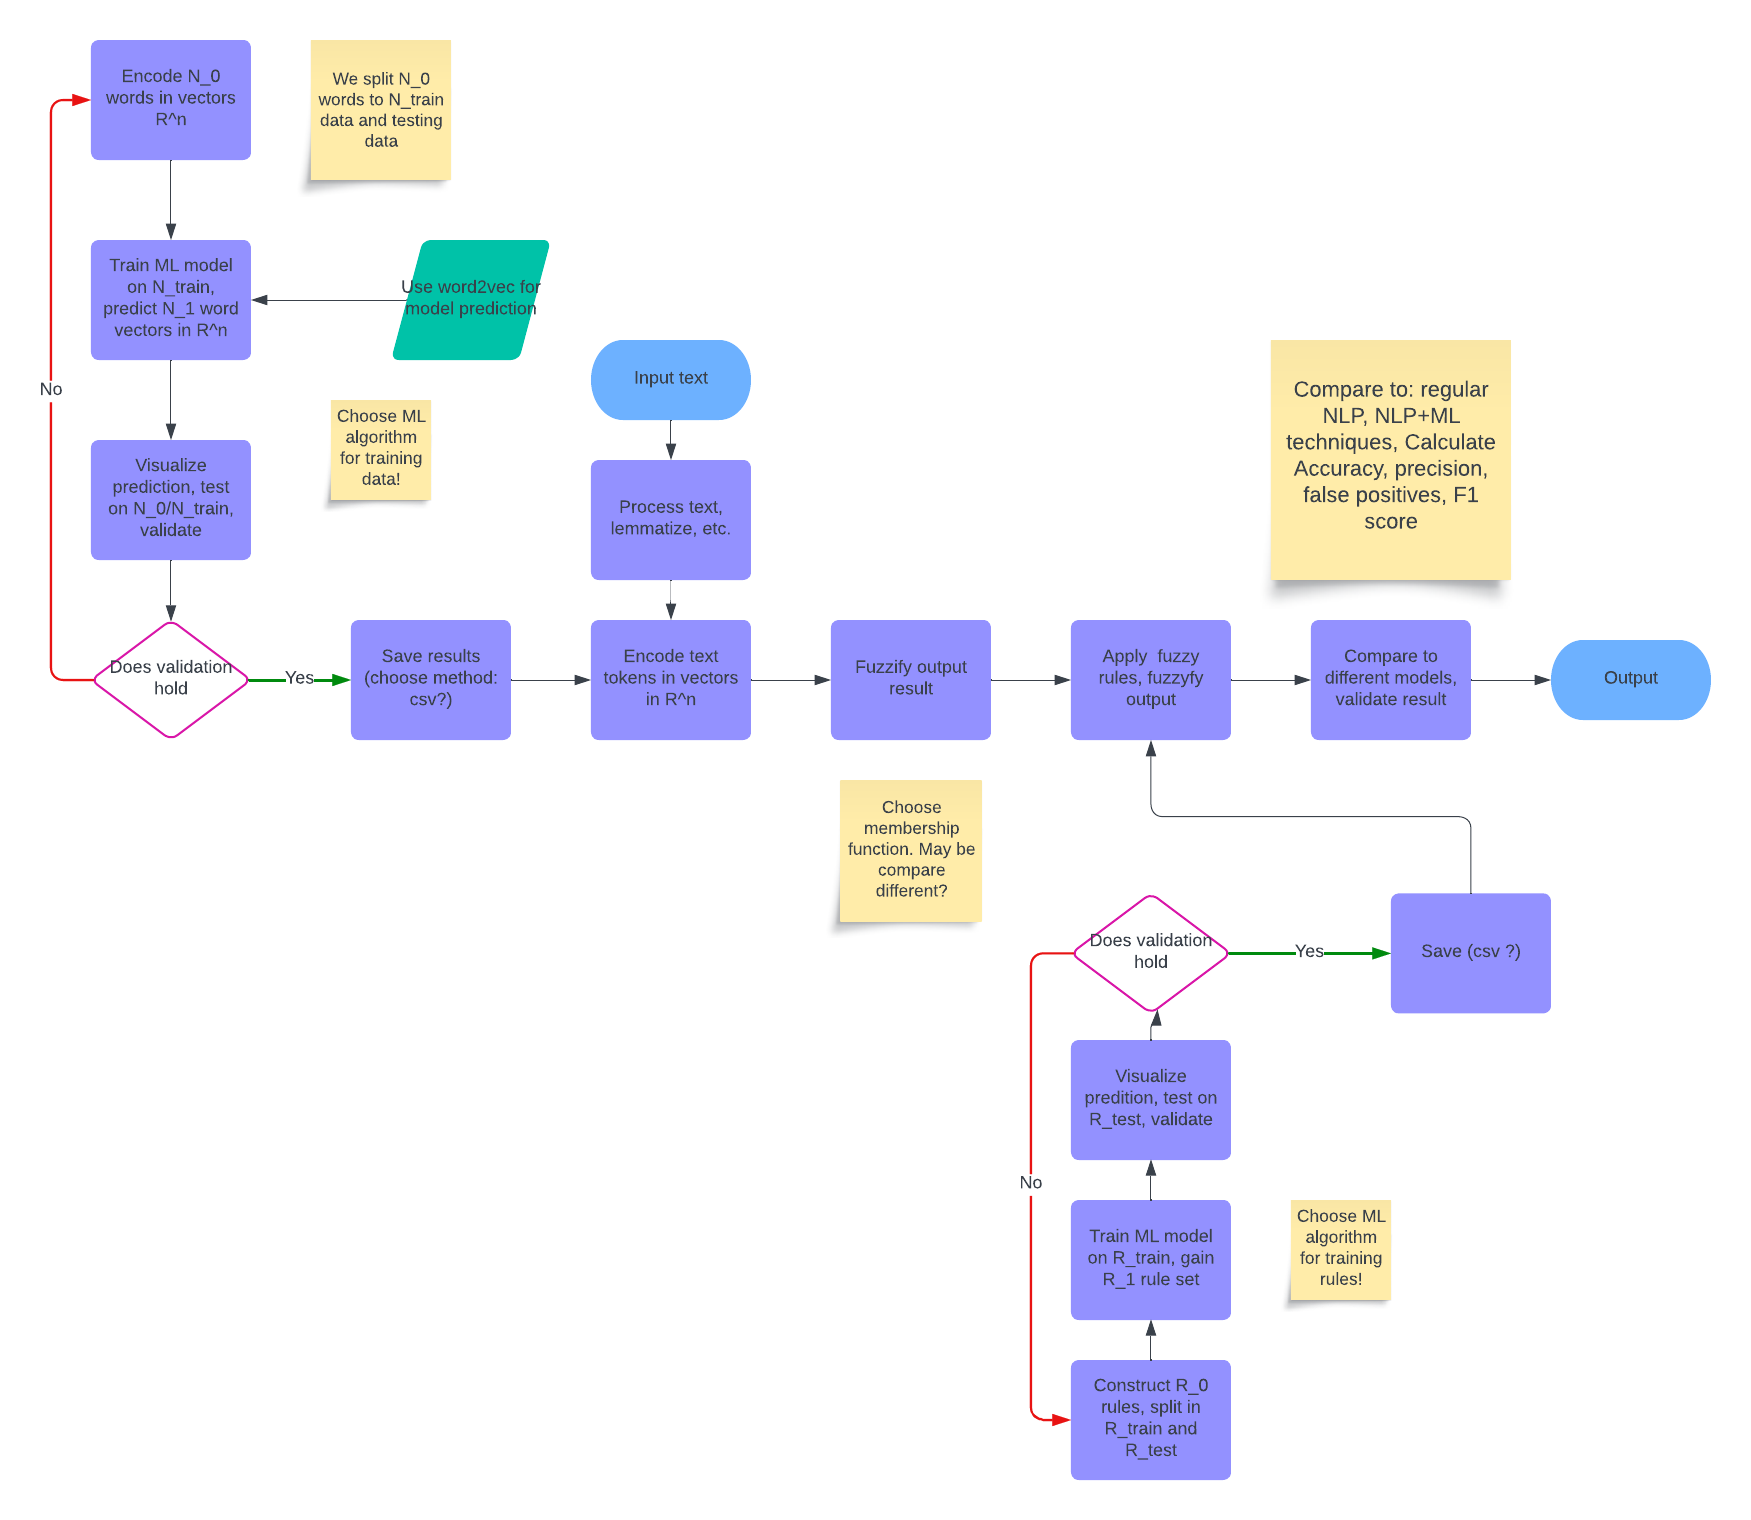 Encode N_0
words in vectors
R^n
We split N_0
words to N_train
data and testing
data
Train ML model
on N_train,
predict N_1 word
vectors in R^n
Use word2vec for
model prediction
No
Choose ML
algorithm
for training
data!
Input text
Compare to: regular
NLP, NLP+ML
techniques, Calculate
Accuracy, precision,
false positives, F1
score
Visualize
prediction, test
on N_0/N_train,
validate
Process text,
lemmatize, etc.
Does validation
hold
Yes
Save results
(choose method:
csv?)
Encode text
tokens in vectors
in R^n
Fuzzify output
result
Apply  fuzzy
rules, fuzzyfy
output
Compare to
different models,
validate result
Output
Choose
membership
function. May be
compare
different?
Does validation
hold
Yes
Save (csv ?)
Visualize
predition, test on
R_test, validate
No
Train ML model
on R_train, gain
R_1 rule set
Choose ML
algorithm
for training
rules!
Construct R_0
rules, split in
R_train and
R_test